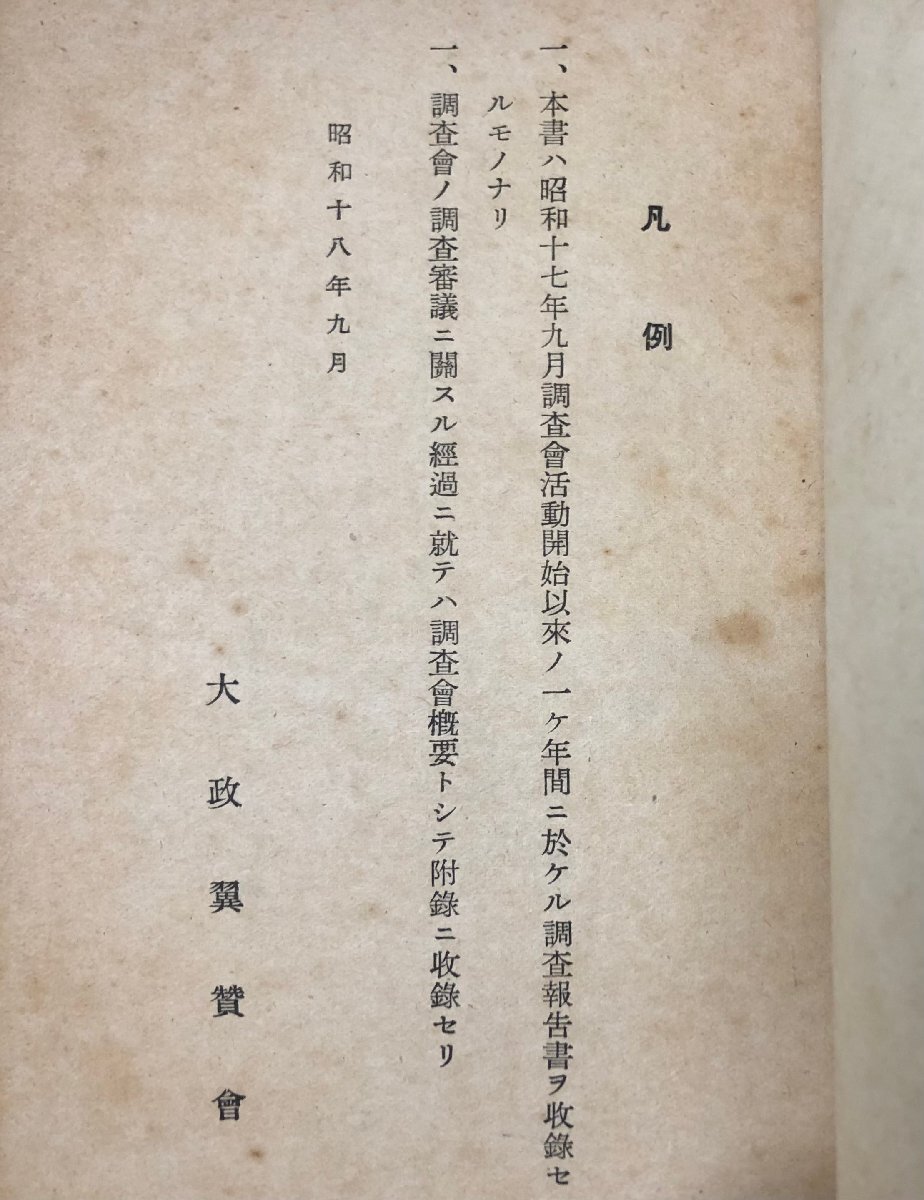 凡例
一、本書ハ昭和十七年九月調査會活動開始以來ノ一ケ年間ニ於ケル調査報告書ヲ收錄セ
ルモノナリ
一、調査會ノ調査審議ニ關スル經過ニ就テハ調査會槪要トシテ附錄ニ收錄セリ
昭和十八年九月
大政翼贊會